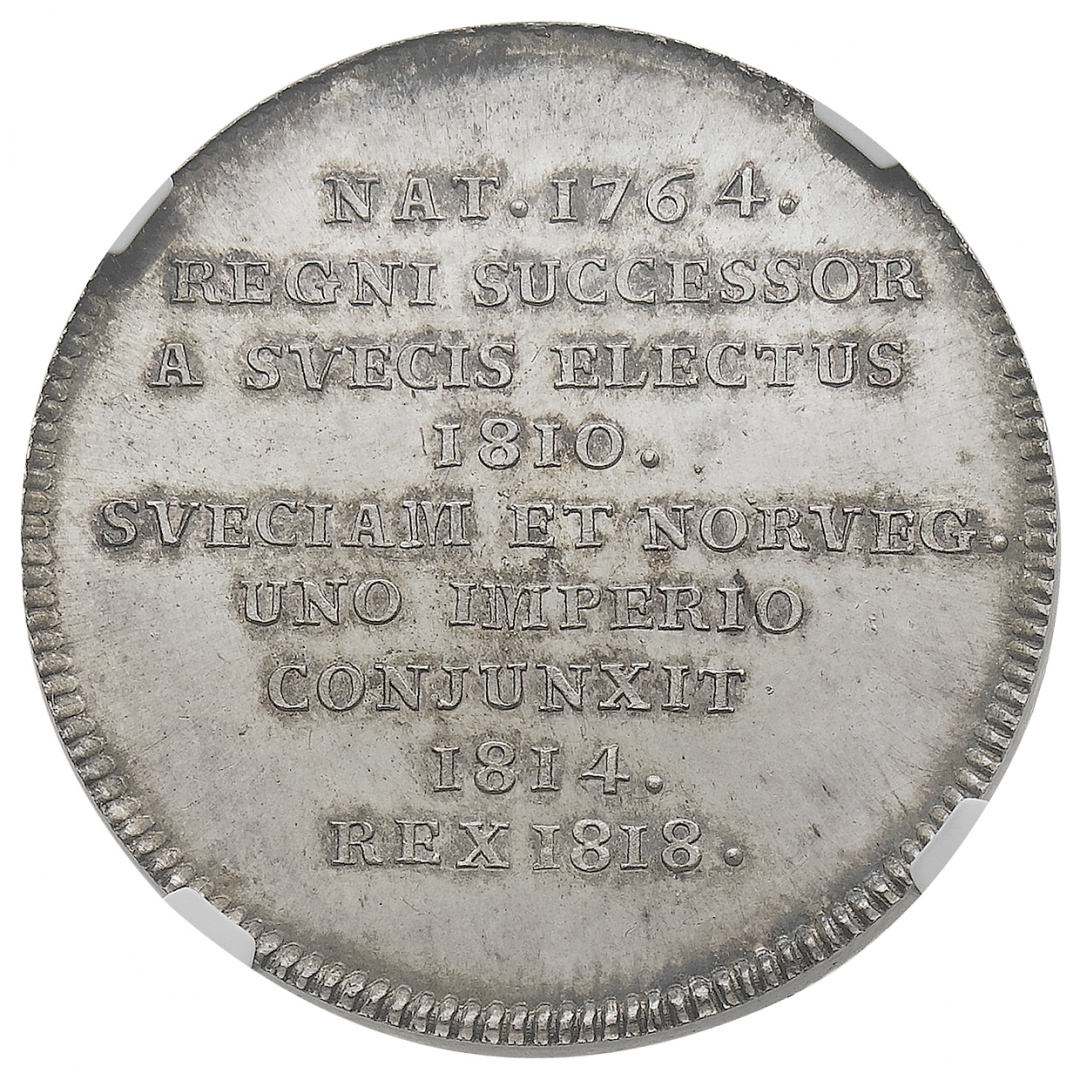 NAT. 1764.
REGNI SUCCESSOR
A SVECIS ELECTUS
1810.
SVECIAM ET NORVEG.
UNO IMPERIO
CONJUNXIT
1814.
REX 1818.